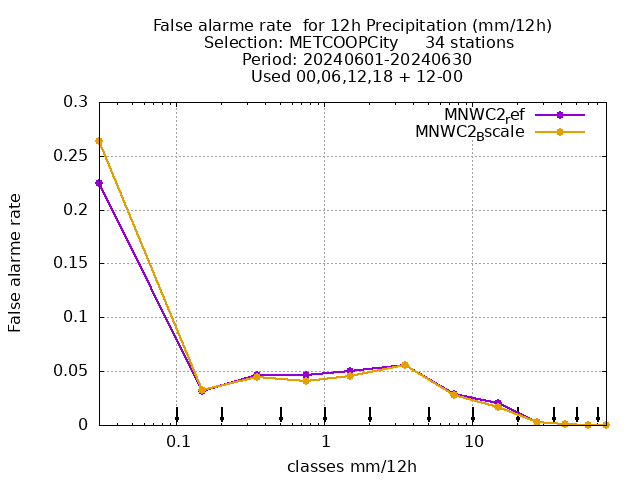 False alarme rate  for 12h Precipitation (mm/12h)
Selection: METCOOPCity     34 stations
Period: 20240601-20240630
Used 00,06,12,18 + 12-00
MNWC2_ref
MNWC2_Bscale
0.3
0.25
0.2
0.15
0.1
0.05
0
False alarme rate
0.1
1
10
classes mm/12h